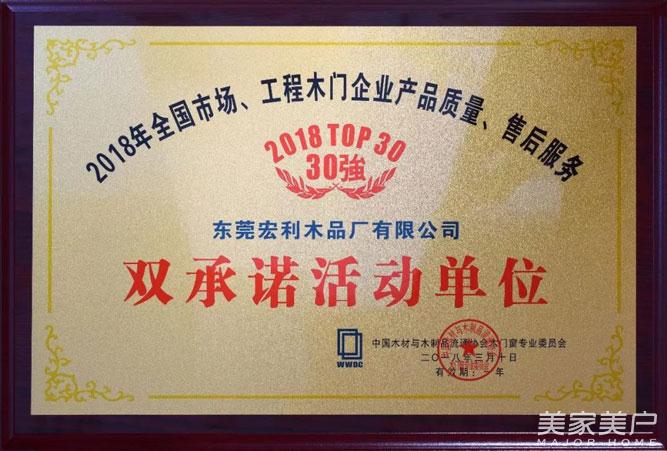 2018年全国市场、工程木门企业产品质量、售后服务
2018 TOP 30
30強
东莞宏利木品厂有限公司
双承诺活动单位
WWDC
中国木材与木制品流通协会木门窗专业委员会
二〇一八年三月十日
有效期:一年
美家美户
MAJOR HOME